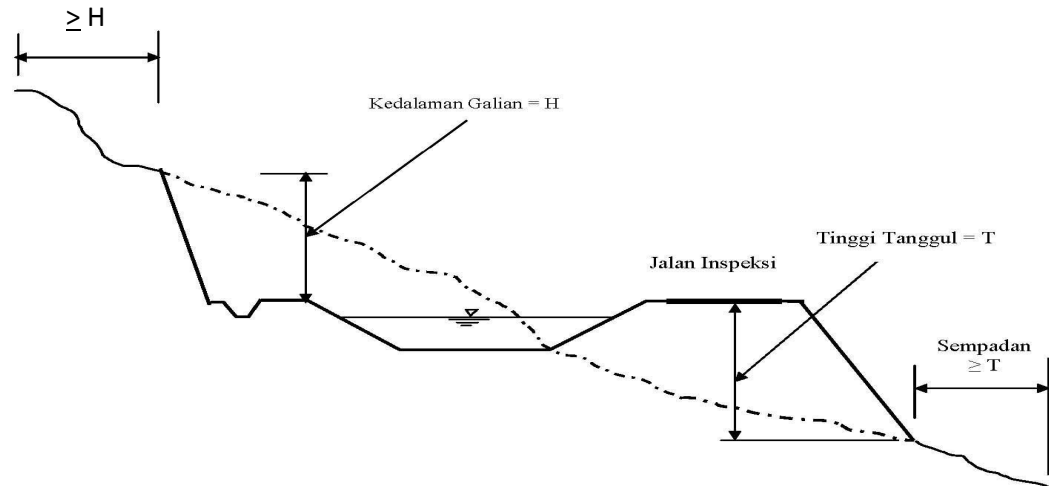 ≥ H
Kedalaman Galian = H
Tinggi Tanggul = T
Jalan Inspeksi
Sempadan
≥ T